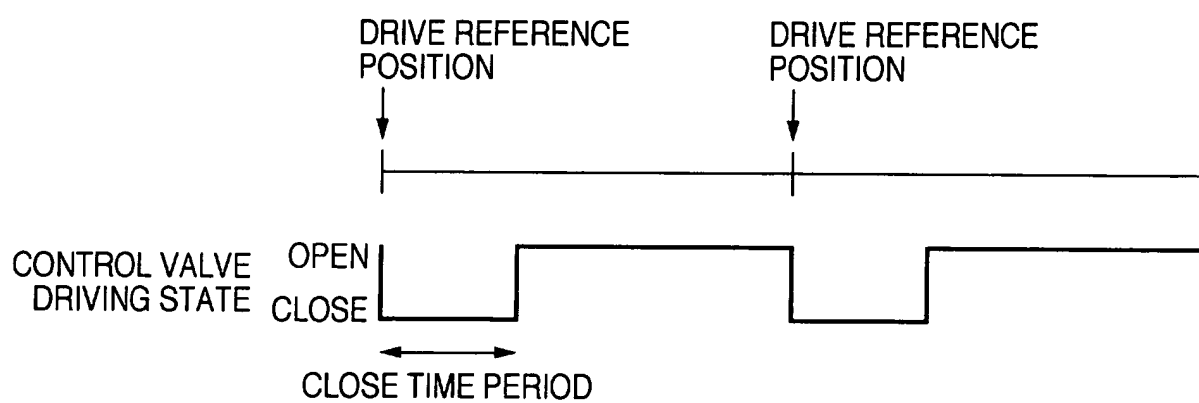 DRIVE REFERENCE
POSITION
DRIVE REFERENCE
POSITION
CONTROL VALVE
DRIVING STATE
OPEN
CLOSE
CLOSE TIME PERIOD